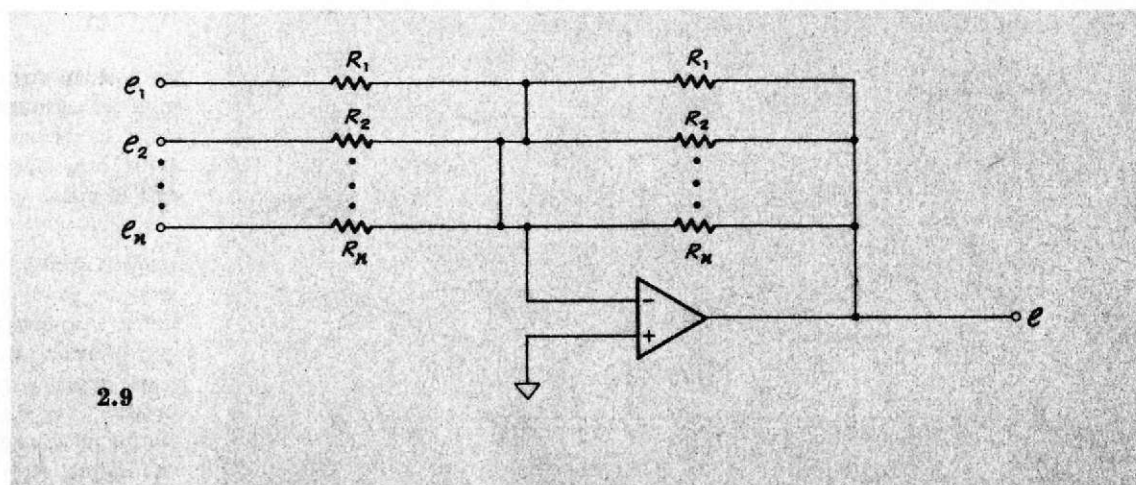 R₁ R₁
e₁
R₂ R₂
e₂
eₙ
Rₙ Rₙ
−
+
e
2.9